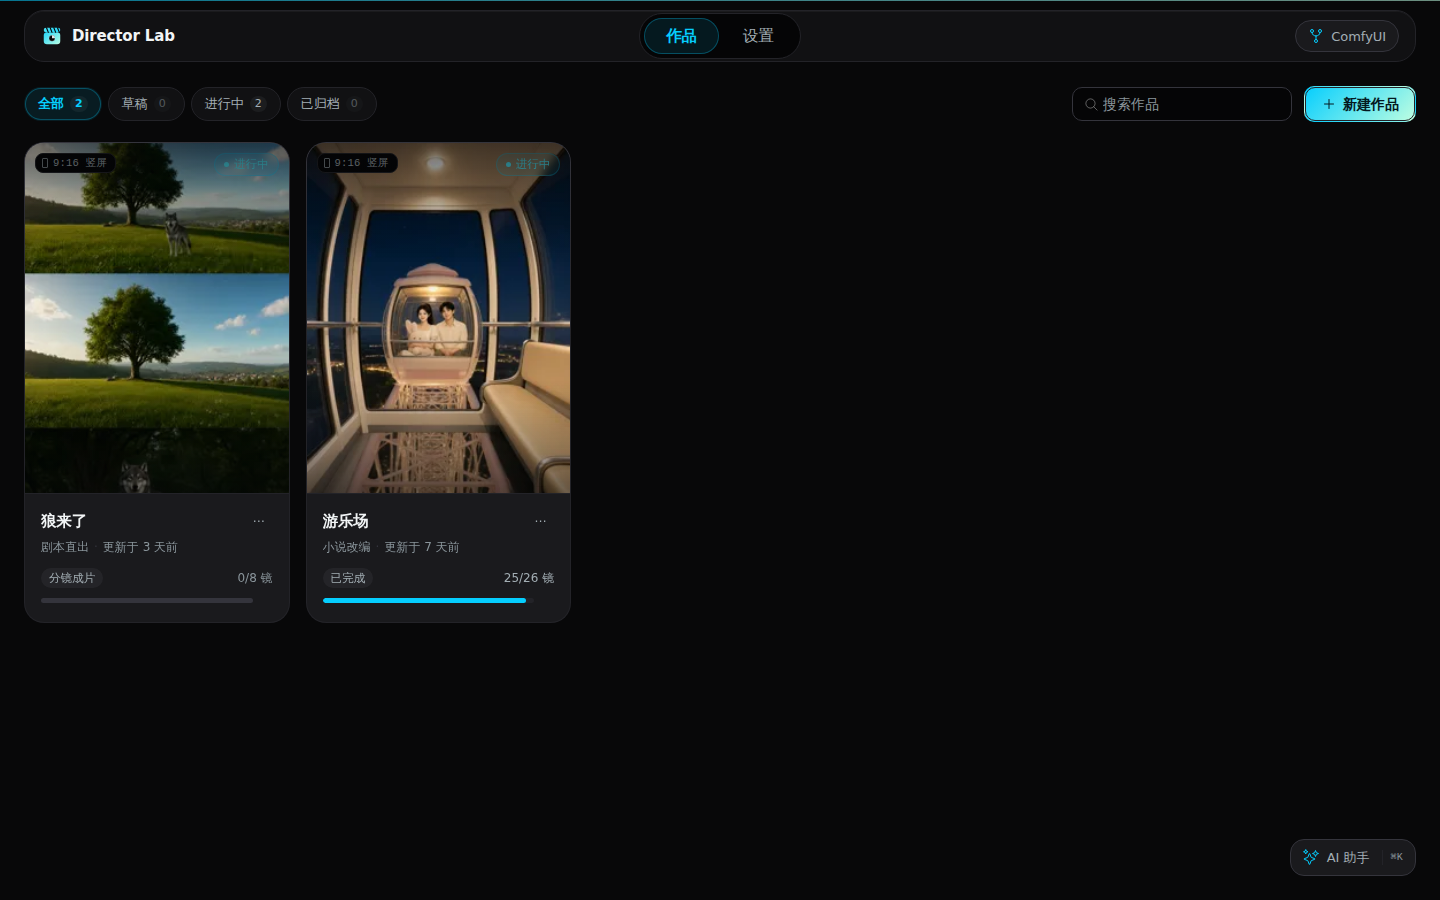 Director Lab
作品
设置
ComfyUI
全部 2
草稿 0
进行中 2
已归档 0
搜索作品
新建作品
9:16 竖屏
进行中
9:16 竖屏
进行中
狼来了
···
剧本直出 · 更新于 3 天前
分镜成片
0/8 镜
游乐场
···
小说改编 · 更新于 7 天前
已完成
25/26 镜
AI 助手
⌘K